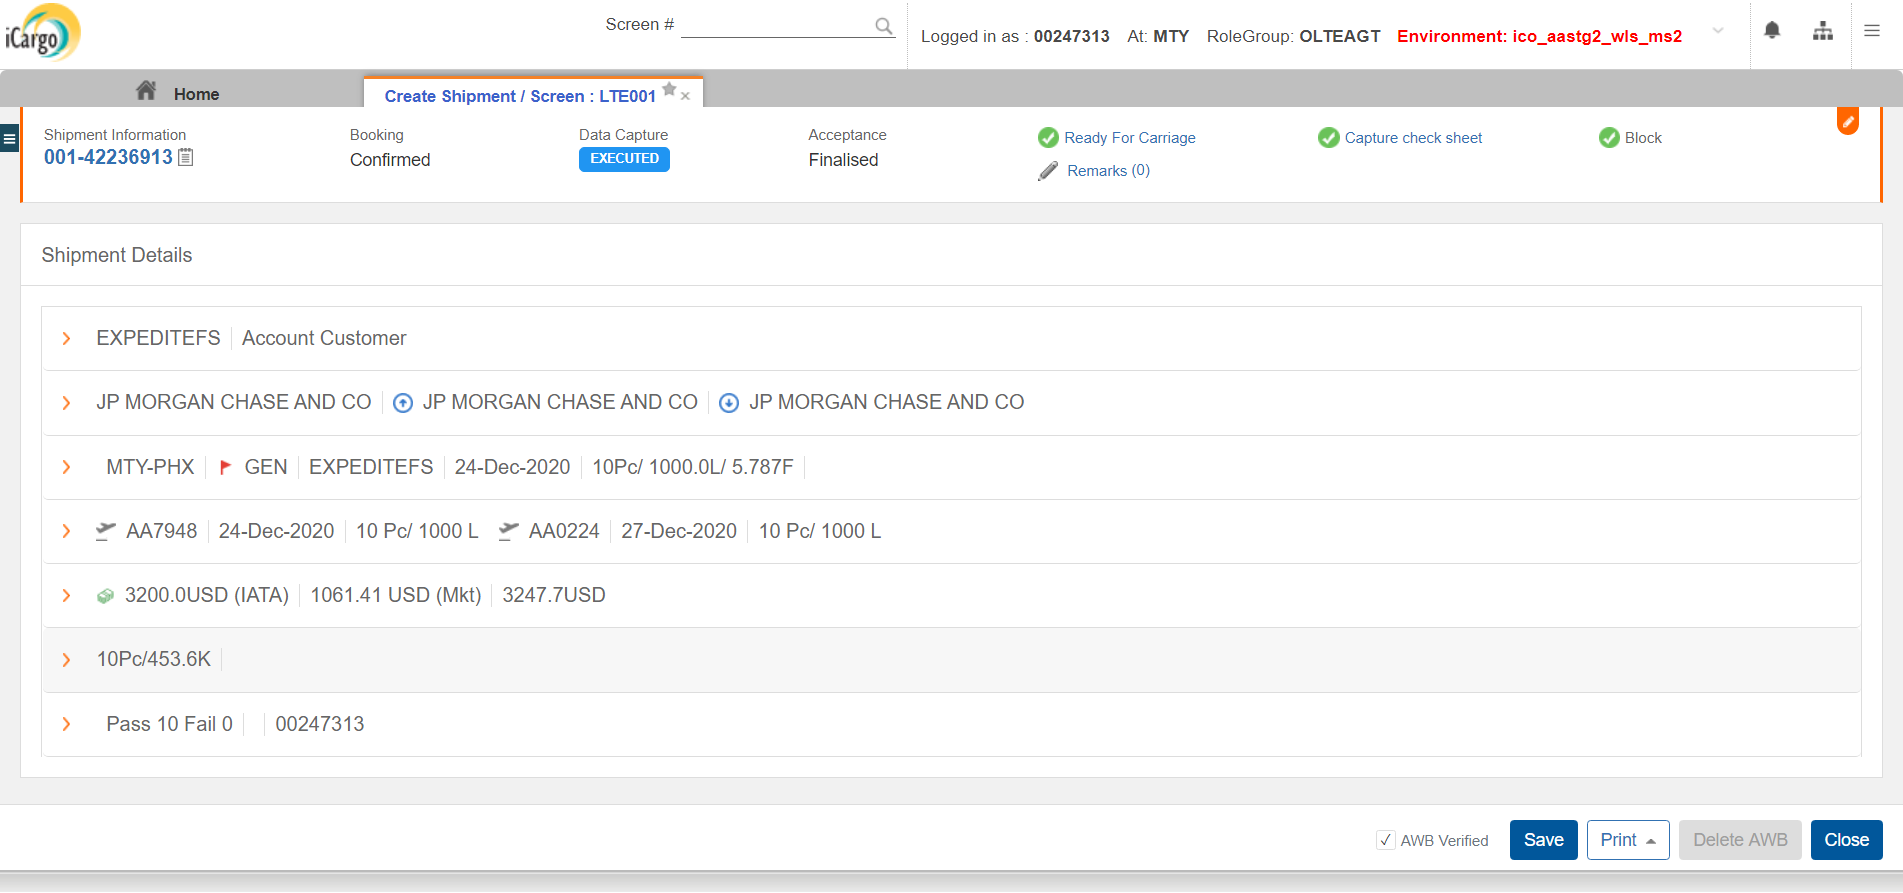 iCargo
Screen #
Logged in as : 00247313 At: MTY RoleGroup: OLTEAGT Environment: ico_aastg2_wls_ms2
Home
Create Shipment / Screen : LTE001
Shipment Information
001-42236913
Booking
Confirmed
Data Capture
EXECUTED
Acceptance
Finalised
Ready For Carriage
Capture check sheet
Block
Remarks (0)
Shipment Details
EXPEDITEFS Account Customer
JP MORGAN CHASE AND CO JP MORGAN CHASE AND CO JP MORGAN CHASE AND CO
MTY-PHX GEN EXPEDITEFS 24-Dec-2020 10Pc/ 1000.0L/ 5.787F
AA7948 24-Dec-2020 10 Pc/ 1000 L AA0224 27-Dec-2020 10 Pc/ 1000 L
3200.0USD (IATA) 1061.41 USD (Mkt) 3247.7USD
10Pc/453.6K
Pass 10 Fail 0 00247313
AWB Verified
Save
Print
Delete AWB
Close